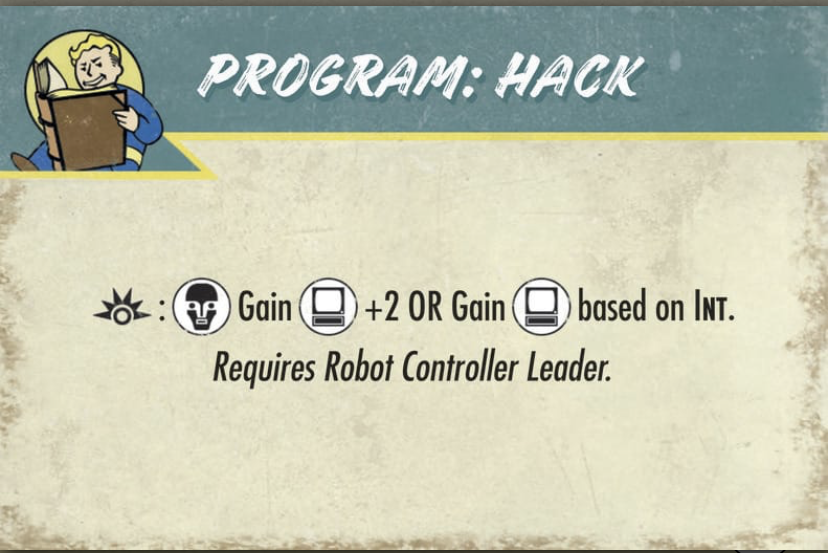 PROGRAM: HACK
: Gain +2 OR Gain based on INT.
Requires Robot Controller Leader.